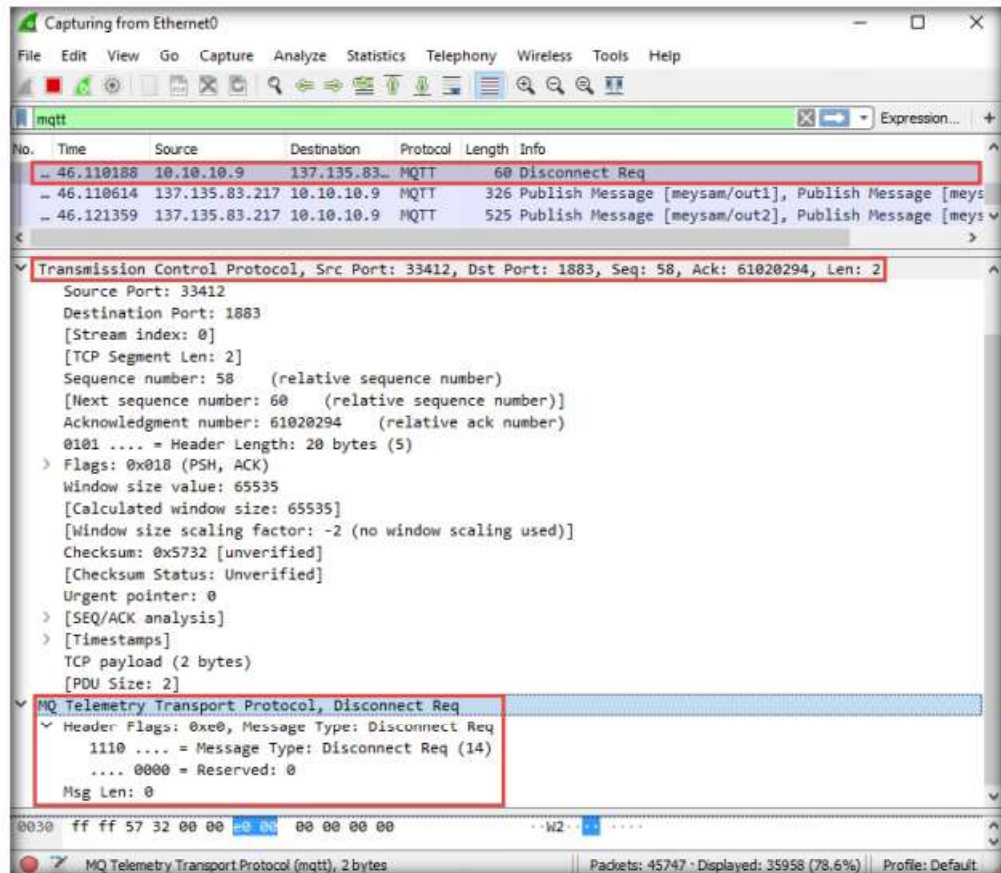 Capturing from Ethernet0
File Edit View Go Capture Analyze Statistics Telephony Wireless Tools Help
mqtt
Expression... +
No. Time Source Destination Protocol Length Info
46.110188 10.10.10.9 137.135.83... MQTT 60 Disconnect Req
46.110614 137.135.83.217 10.10.10.9 MQTT 326 Publish Message [meysam/out1], Publish Message [meys
46.121359 137.135.83.217 10.10.10.9 MQTT 525 Publish Message [meysam/out2], Publish Message [meys
Transmission Control Protocol, Src Port: 33412, Dst Port: 1883, Seq: 58, Ack: 61020294, Len: 2
Source Port: 33412
Destination Port: 1883
[Stream index: 0]
[TCP Segment Len: 2]
Sequence number: 58 (relative sequence number)
[Next sequence number: 60 (relative sequence number)]
Acknowledgment number: 61020294 (relative ack number)
0101 .... = Header Length: 20 bytes (5)
Flags: 0x018 (PSH, ACK)
Window size value: 65535
[Calculated window size: 65535]
[Window size scaling factor: -2 (no window scaling used)]
Checksum: 0x5732 [unverified]
[Checksum Status: Unverified]
Urgent pointer: 0
[SEQ/ACK analysis]
[Timestamps]
TCP payload (2 bytes)
[PDU Size: 2]
MQ Telemetry Transport Protocol, Disconnect Req
Header Flags: 0xe0, Message Type: Disconnect Req
1110 .... = Message Type: Disconnect Req (14)
.... 0000 = Reserved: 0
Msg Len: 0
0030 ff ff 57 32 00 00 e0 00 00 00 00 00 ··W2·· ·· ····
MQ Telemetry Transport Protocol (mqtt), 2 bytes Packets: 45747 · Displayed: 35958 (78.6%) Profile: Default